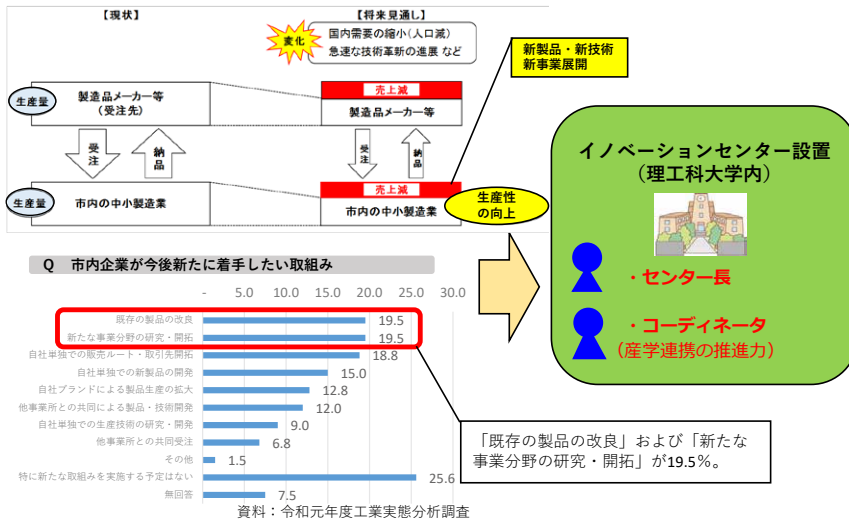 【現状】
【将来見通し】
変化
国内需要の縮小(人口減)
急速な技術革新の進展 など
新製品・新技術
新事業展開
生産量
製造品メーカー等
(受注先)
売上減
製造品メーカー等
受注
納品
受注
納品
生産量
市内の中小製造業
売上減
市内の中小製造業
生産性
の向上
イノベーションセンター設置
(理工科大学内)
・センター長
・コーディネータ
(産学連携の推進力)
Q 市内企業が今後新たに着手したい取組み
- 5.0 10.0 15.0 20.0 25.0 30.0
既存の製品の改良 19.5
新たな事業分野の研究・開拓 19.5
自社単独での販売ルート・取引先開拓 18.8
自社単独での新製品の開発 15.0
自社ブランドによる製品生産の拡大 12.8
他事業所との共同による製品・技術開発 12.0
自社単独での生産技術の研究・開発 9.0
他事業所との共同受注 6.8
その他 1.5
特に新たな取組みを実施する予定はない 25.6
無回答 7.5
資料：令和元年度工業実態分析調査
「既存の製品の改良」および「新たな
事業分野の研究・開拓」が19.5％。